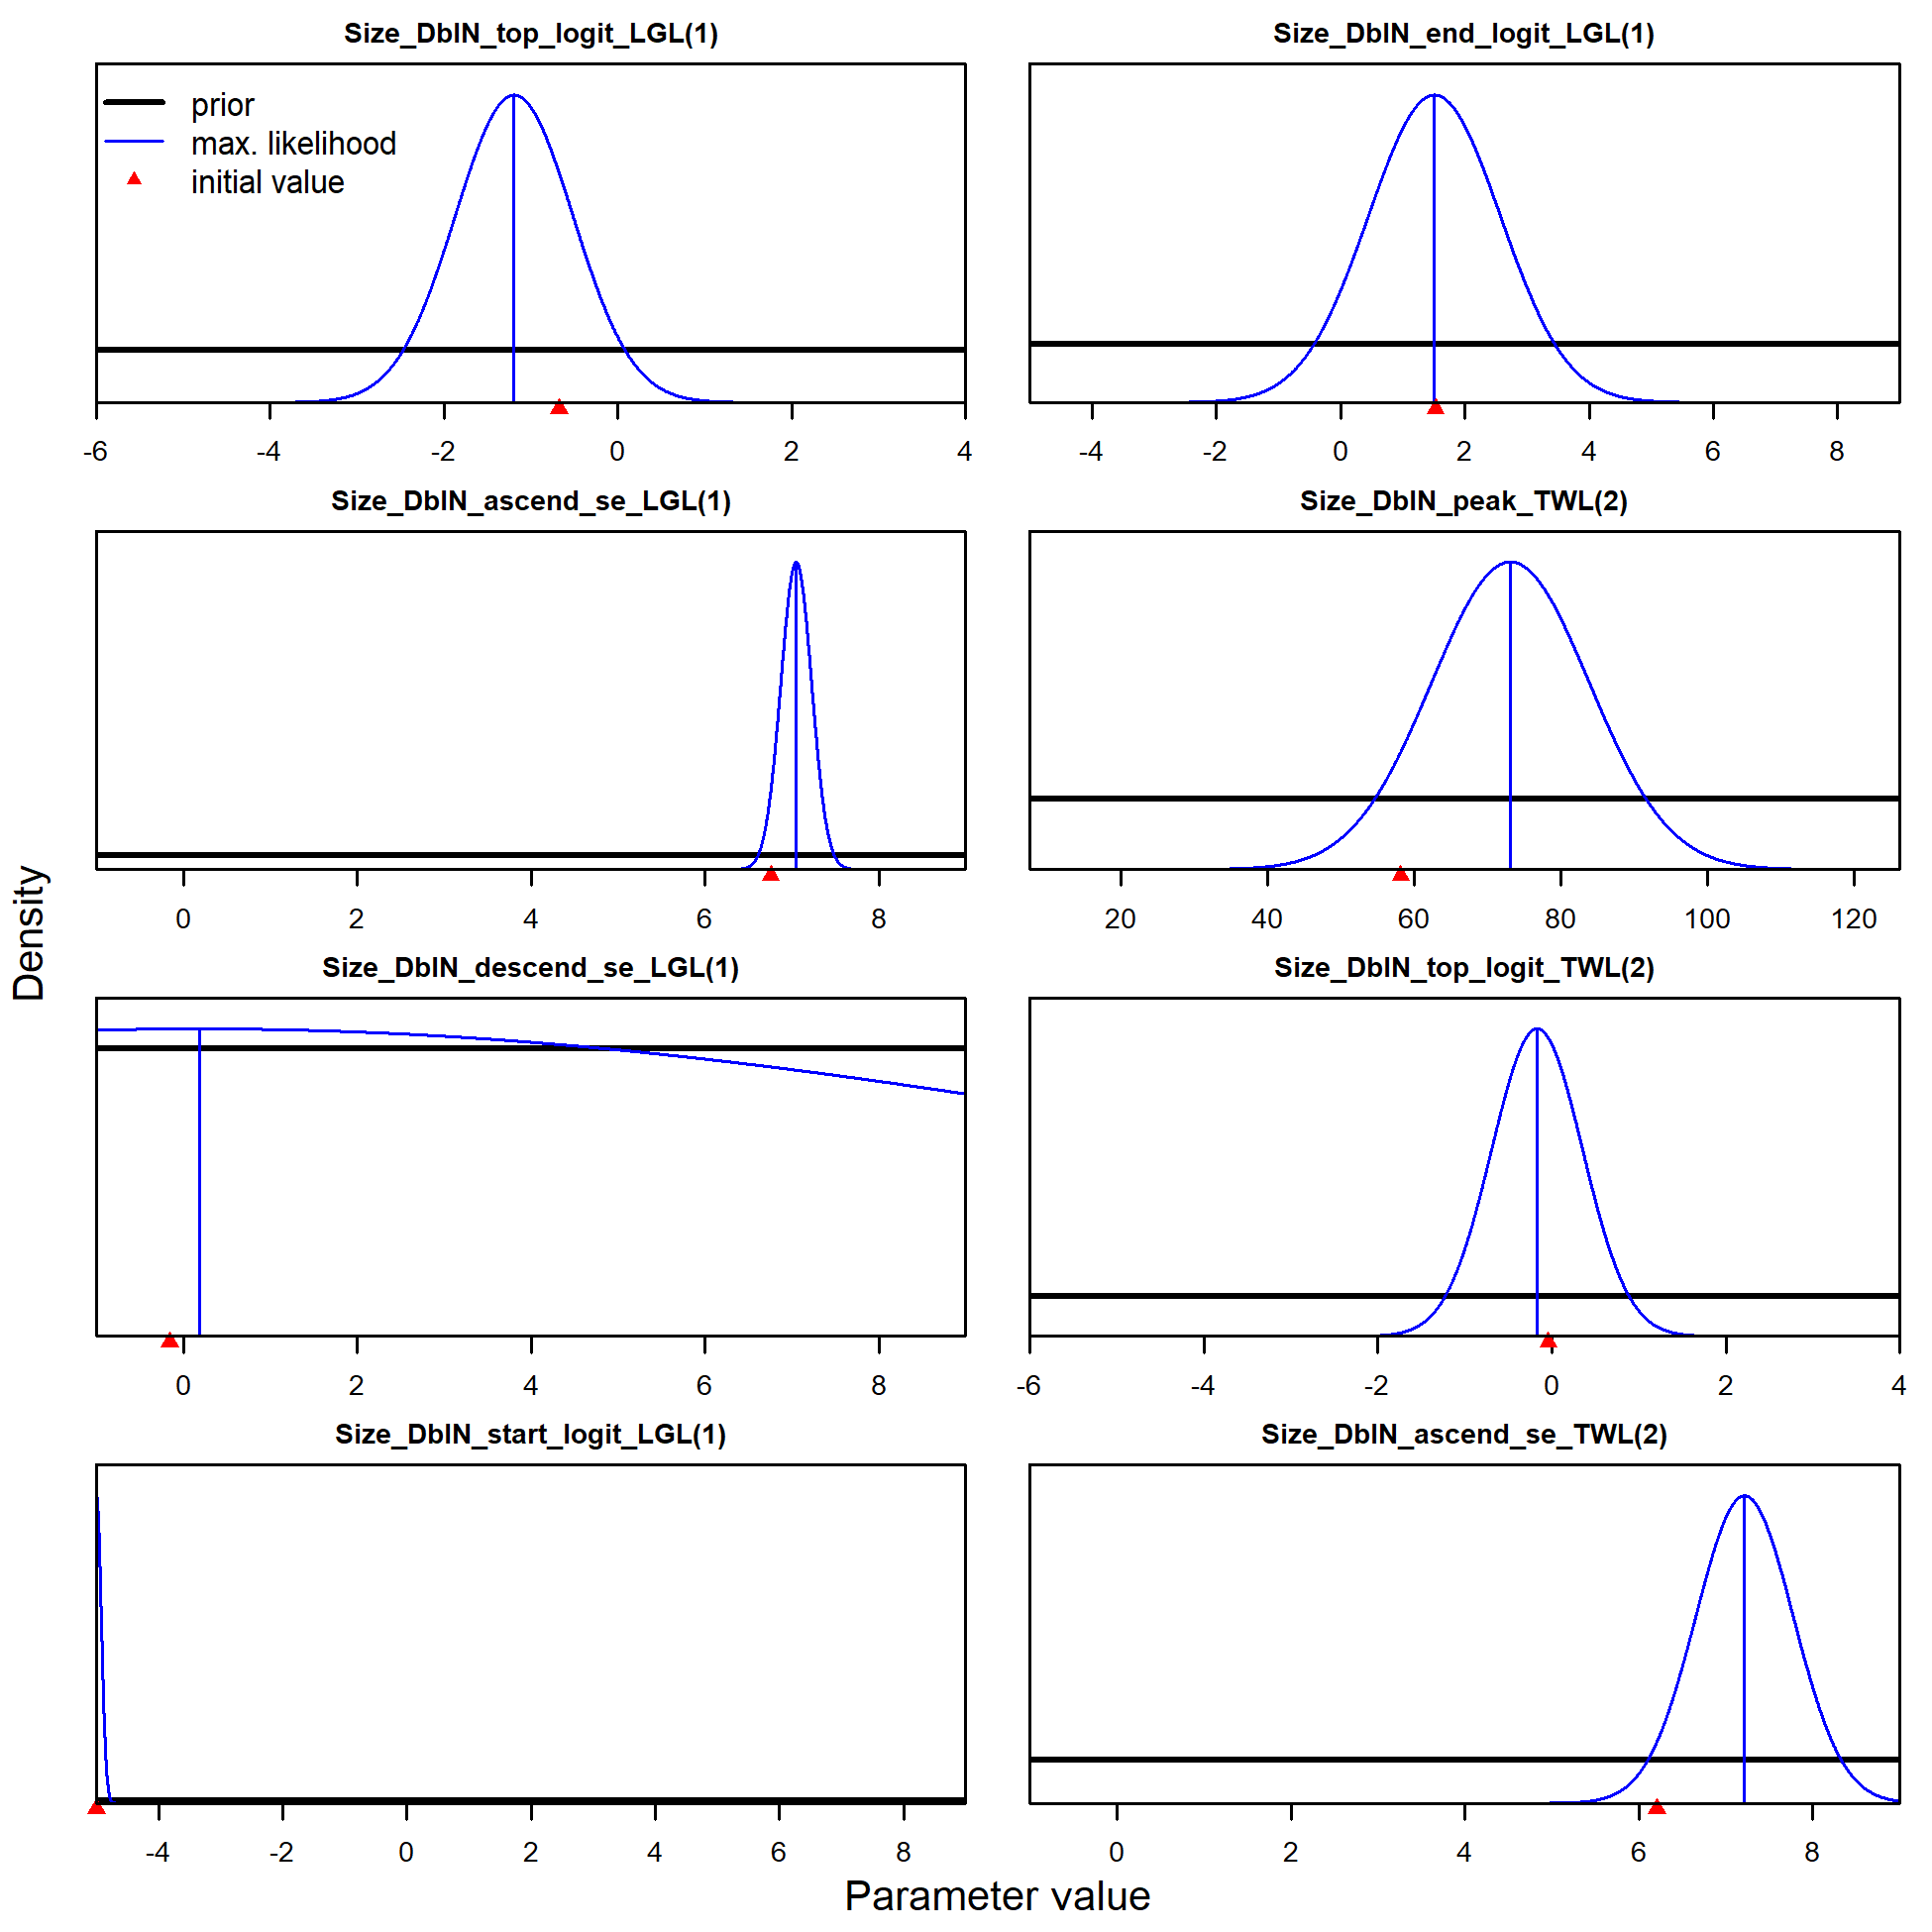 Size_DblN_top_logit_LGL(1)
prior
max. likelihood
initial value
-6 -4 -2 0 2 4
Size_DblN_end_logit_LGL(1)
-4 -2 0 2 4 6 8
Size_DblN_ascend_se_LGL(1)
0 2 4 6 8
Size_DblN_peak_TWL(2)
20 40 60 80 100 120
Size_DblN_descend_se_LGL(1)
0 2 4 6 8
Size_DblN_top_logit_TWL(2)
-6 -4 -2 0 2 4
Size_DblN_start_logit_LGL(1)
-4 -2 0 2 4 6 8
Size_DblN_ascend_se_TWL(2)
0 2 4 6 8
Density
Parameter value